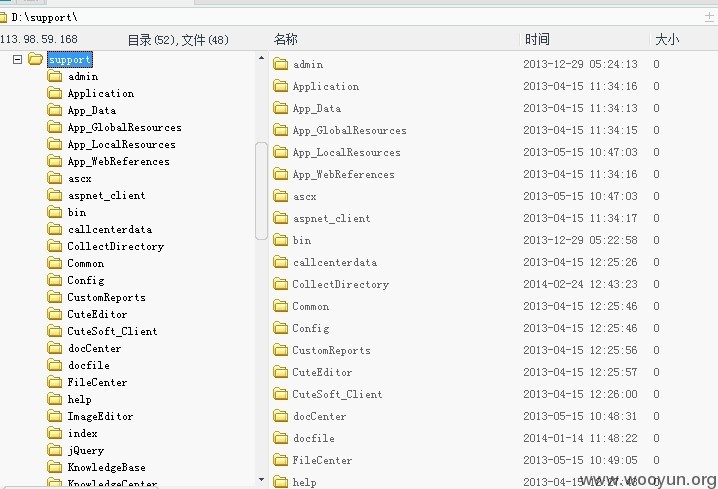 D:\support\
113.98.59.168 目录(52),文件(48) 名称 时间 大小
support
admin
Application
App_Data
App_GlobalResources
App_LocalResources
App_WebReferences
ascx
aspnet_client
bin
callcenterdata
CollectDirectory
Common
Config
CustomReports
CuteEditor
CuteSoft_Client
docCenter
docfile
FileCenter
help
ImageEditor
index
jQuery
KnowledgeBase
KnowledgeCenter
admin 2013-12-29 05:24:13 0
Application 2013-04-15 11:34:16 0
App_Data 2013-04-15 11:34:13 0
App_GlobalResources 2013-04-15 11:34:15 0
App_LocalResources 2013-05-15 10:47:03 0
App_WebReferences 2013-04-15 11:34:16 0
ascx 2013-05-15 10:47:03 0
aspnet_client 2013-04-15 11:34:17 0
bin 2013-12-29 05:22:58 0
callcenterdata 2013-04-15 12:25:26 0
CollectDirectory 2014-02-24 12:43:23 0
Common 2013-04-15 12:25:46 0
Config 2013-04-15 12:25:46 0
CustomReports 2013-04-15 12:25:56 0
CuteEditor 2013-04-15 12:25:57 0
CuteSoft_Client 2013-04-15 12:26:00 0
docCenter 2013-05-15 10:48:31 0
docfile 2014-01-14 11:48:22 0
FileCenter 2013-05-15 10:49:05 0
help 2013-04-15 12:27:48 0
www.wooyun.org